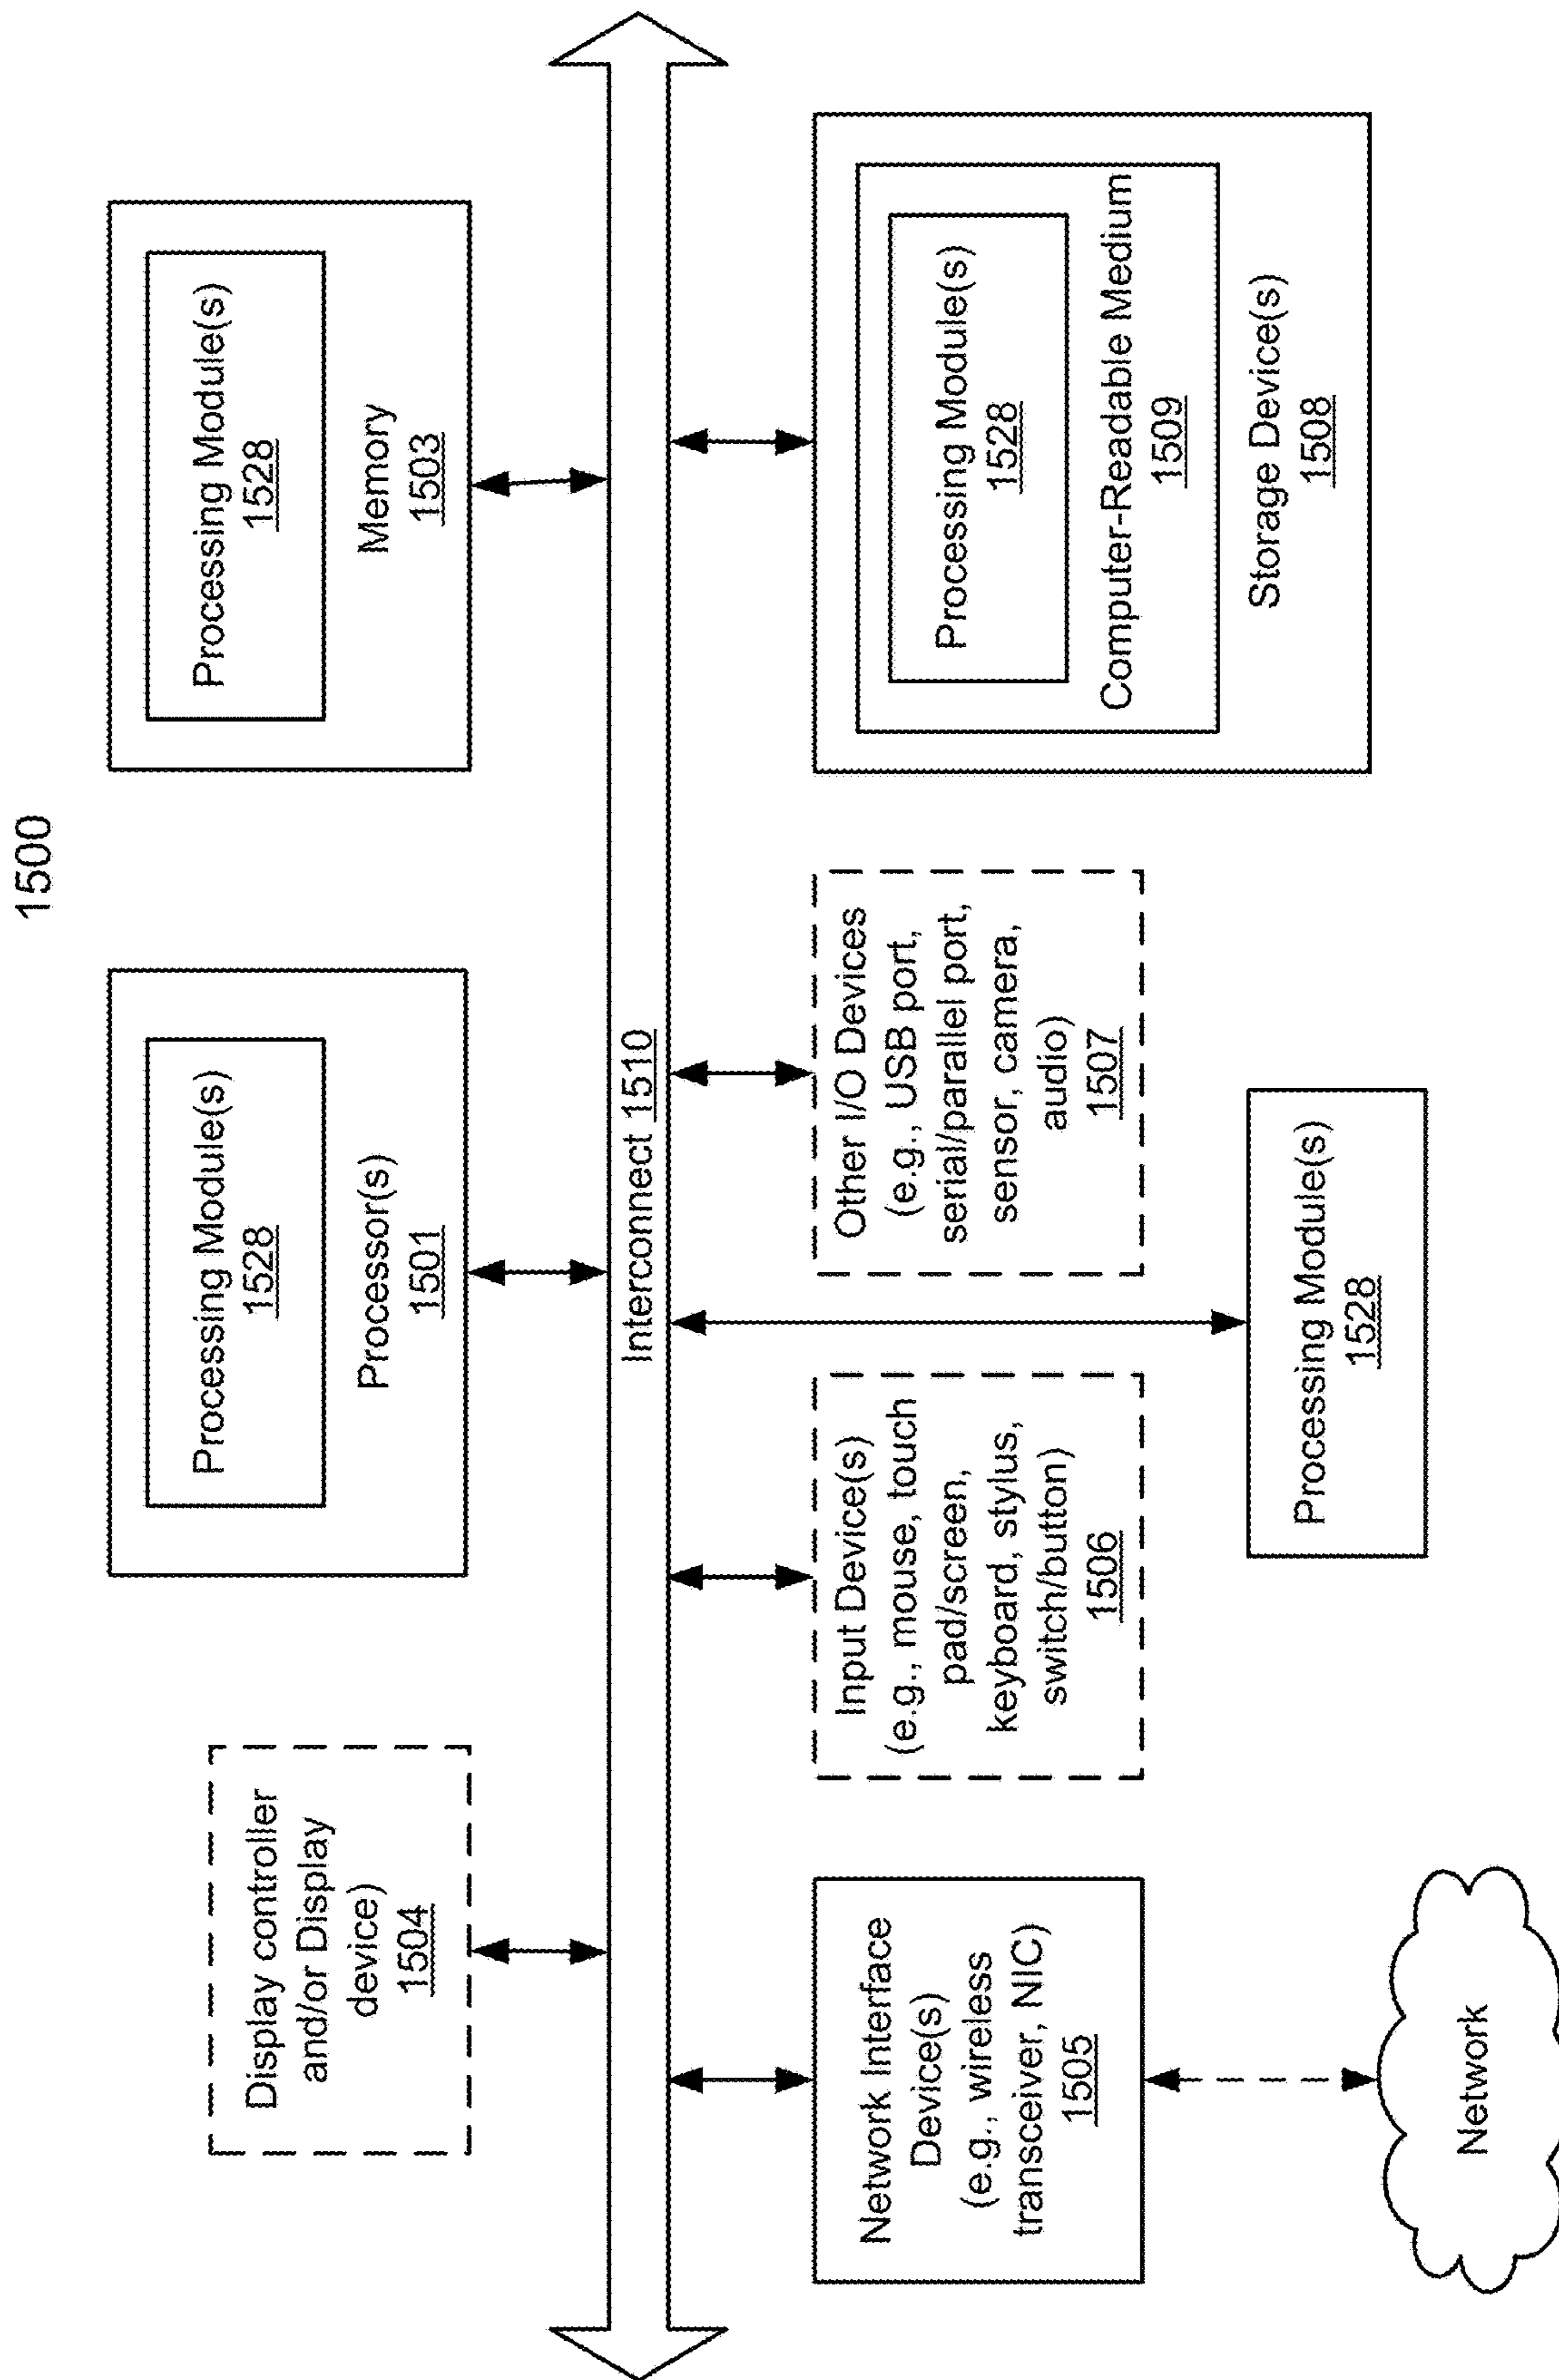 1500
Display controller
and/or Display
device)
1504
Processing Module(s)
1528
Processor(s)
1501
Processing Module(s)
1528
Memory
1503
Interconnect 1510
Network Interface
Device(s)
(e.g., wireless
transceiver, NIC)
1505
Input Device(s)
(e.g., mouse, touch
pad/screen,
keyboard, stylus,
switch/button)
1506
Other I/O Devices
(e.g., USB port,
serial/parallel port,
sensor, camera,
audio)
1507
Processing Module(s)
1528
Computer-Readable Medium
1509
Storage Device(s)
1508
Processing Module(s)
1528
Network